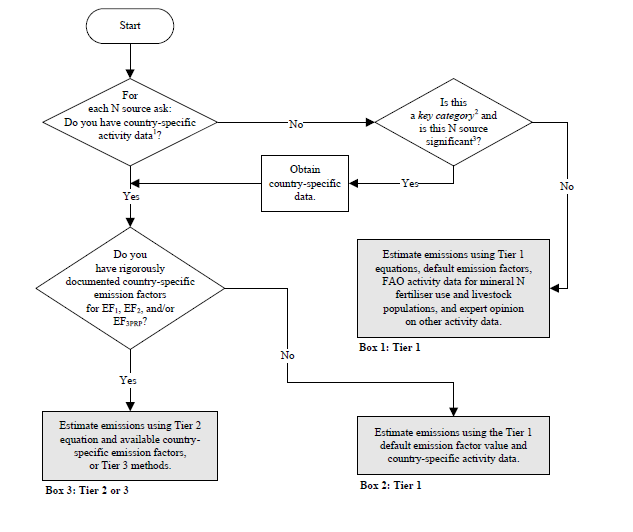 Start
For
each N source ask:
Do you have country-specific
activity data¹?
No
Is this
a key category² and
is this N source
significant³?
Obtain
country-specific
data.
Yes
No
Yes
Do you
have rigorously
documented country-specific
emission factors
for EF₁, EF₂, and/or
EF₃PRP?
Estimate emissions using Tier 1
equations, default emission factors,
FAO activity data for mineral N
fertiliser use and livestock
populations, and expert opinion
on other activity data.
Box 1: Tier 1
No
Yes
Estimate emissions using Tier 2
equation and available country-
specific emission factors,
or Tier 3 methods.
Box 3: Tier 2 or 3
Estimate emissions using the Tier 1
default emission factor value and
country-specific activity data.
Box 2: Tier 1